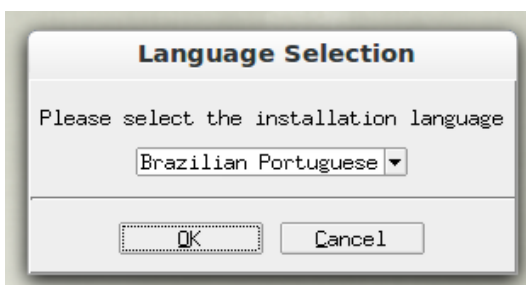 Language Selection
Please select the installation language
Brazilian Portuguese
OK
Cancel